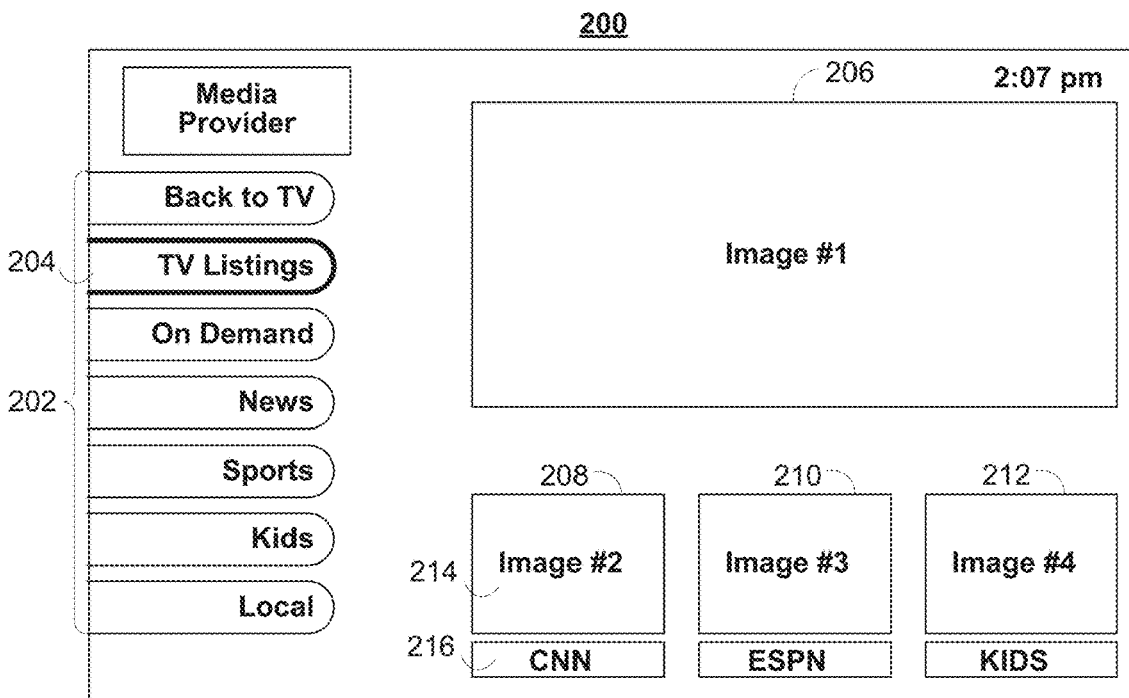 200
206
2:07 pm
Media
Provider
Back to TV
204
TV Listings
Image #1
On Demand
202
News
Sports
208
210
212
Kids
214
Image #2
Image #3
Image #4
Local
216
CNN
ESPN
KIDS